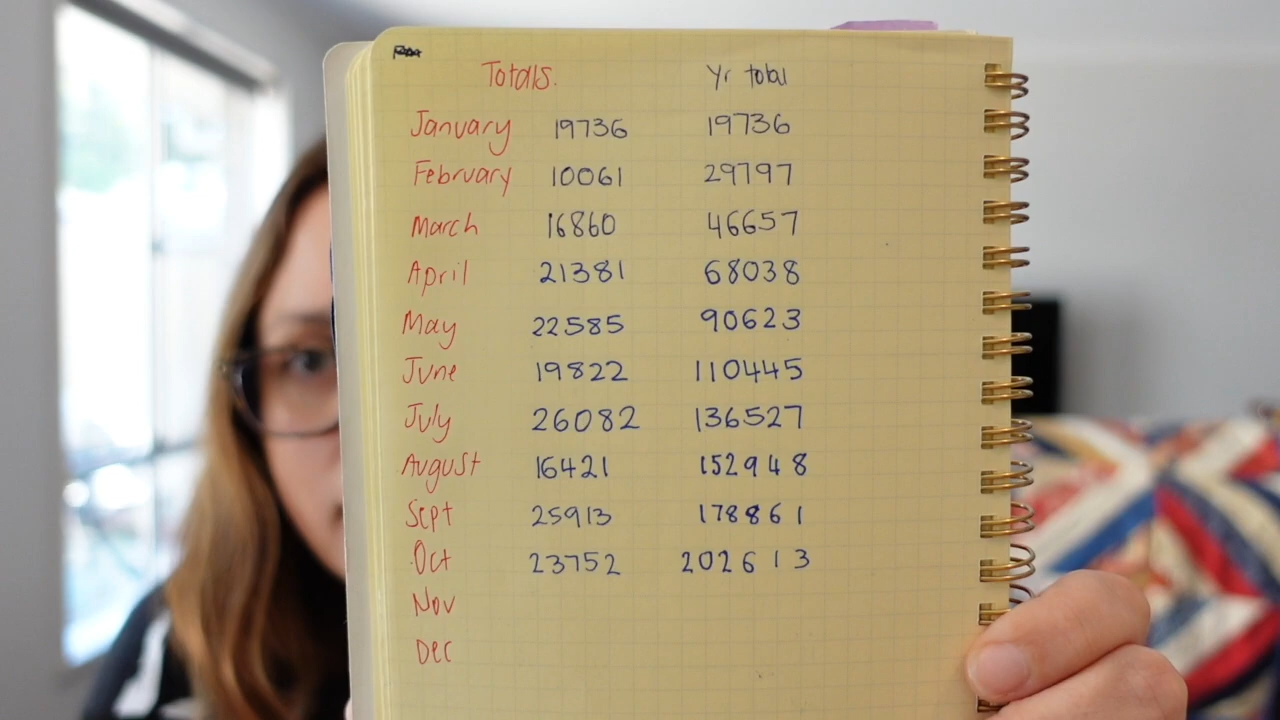 Totals. Yr total
January 19736 19736
February 10061 29797
March 16860 46657
April 21381 68038
May 22585 90623
June 19822 110445
July 26082 136527
August 16421 152948
Sept 25913 178861
Oct 23752 202613
Nov
Dec